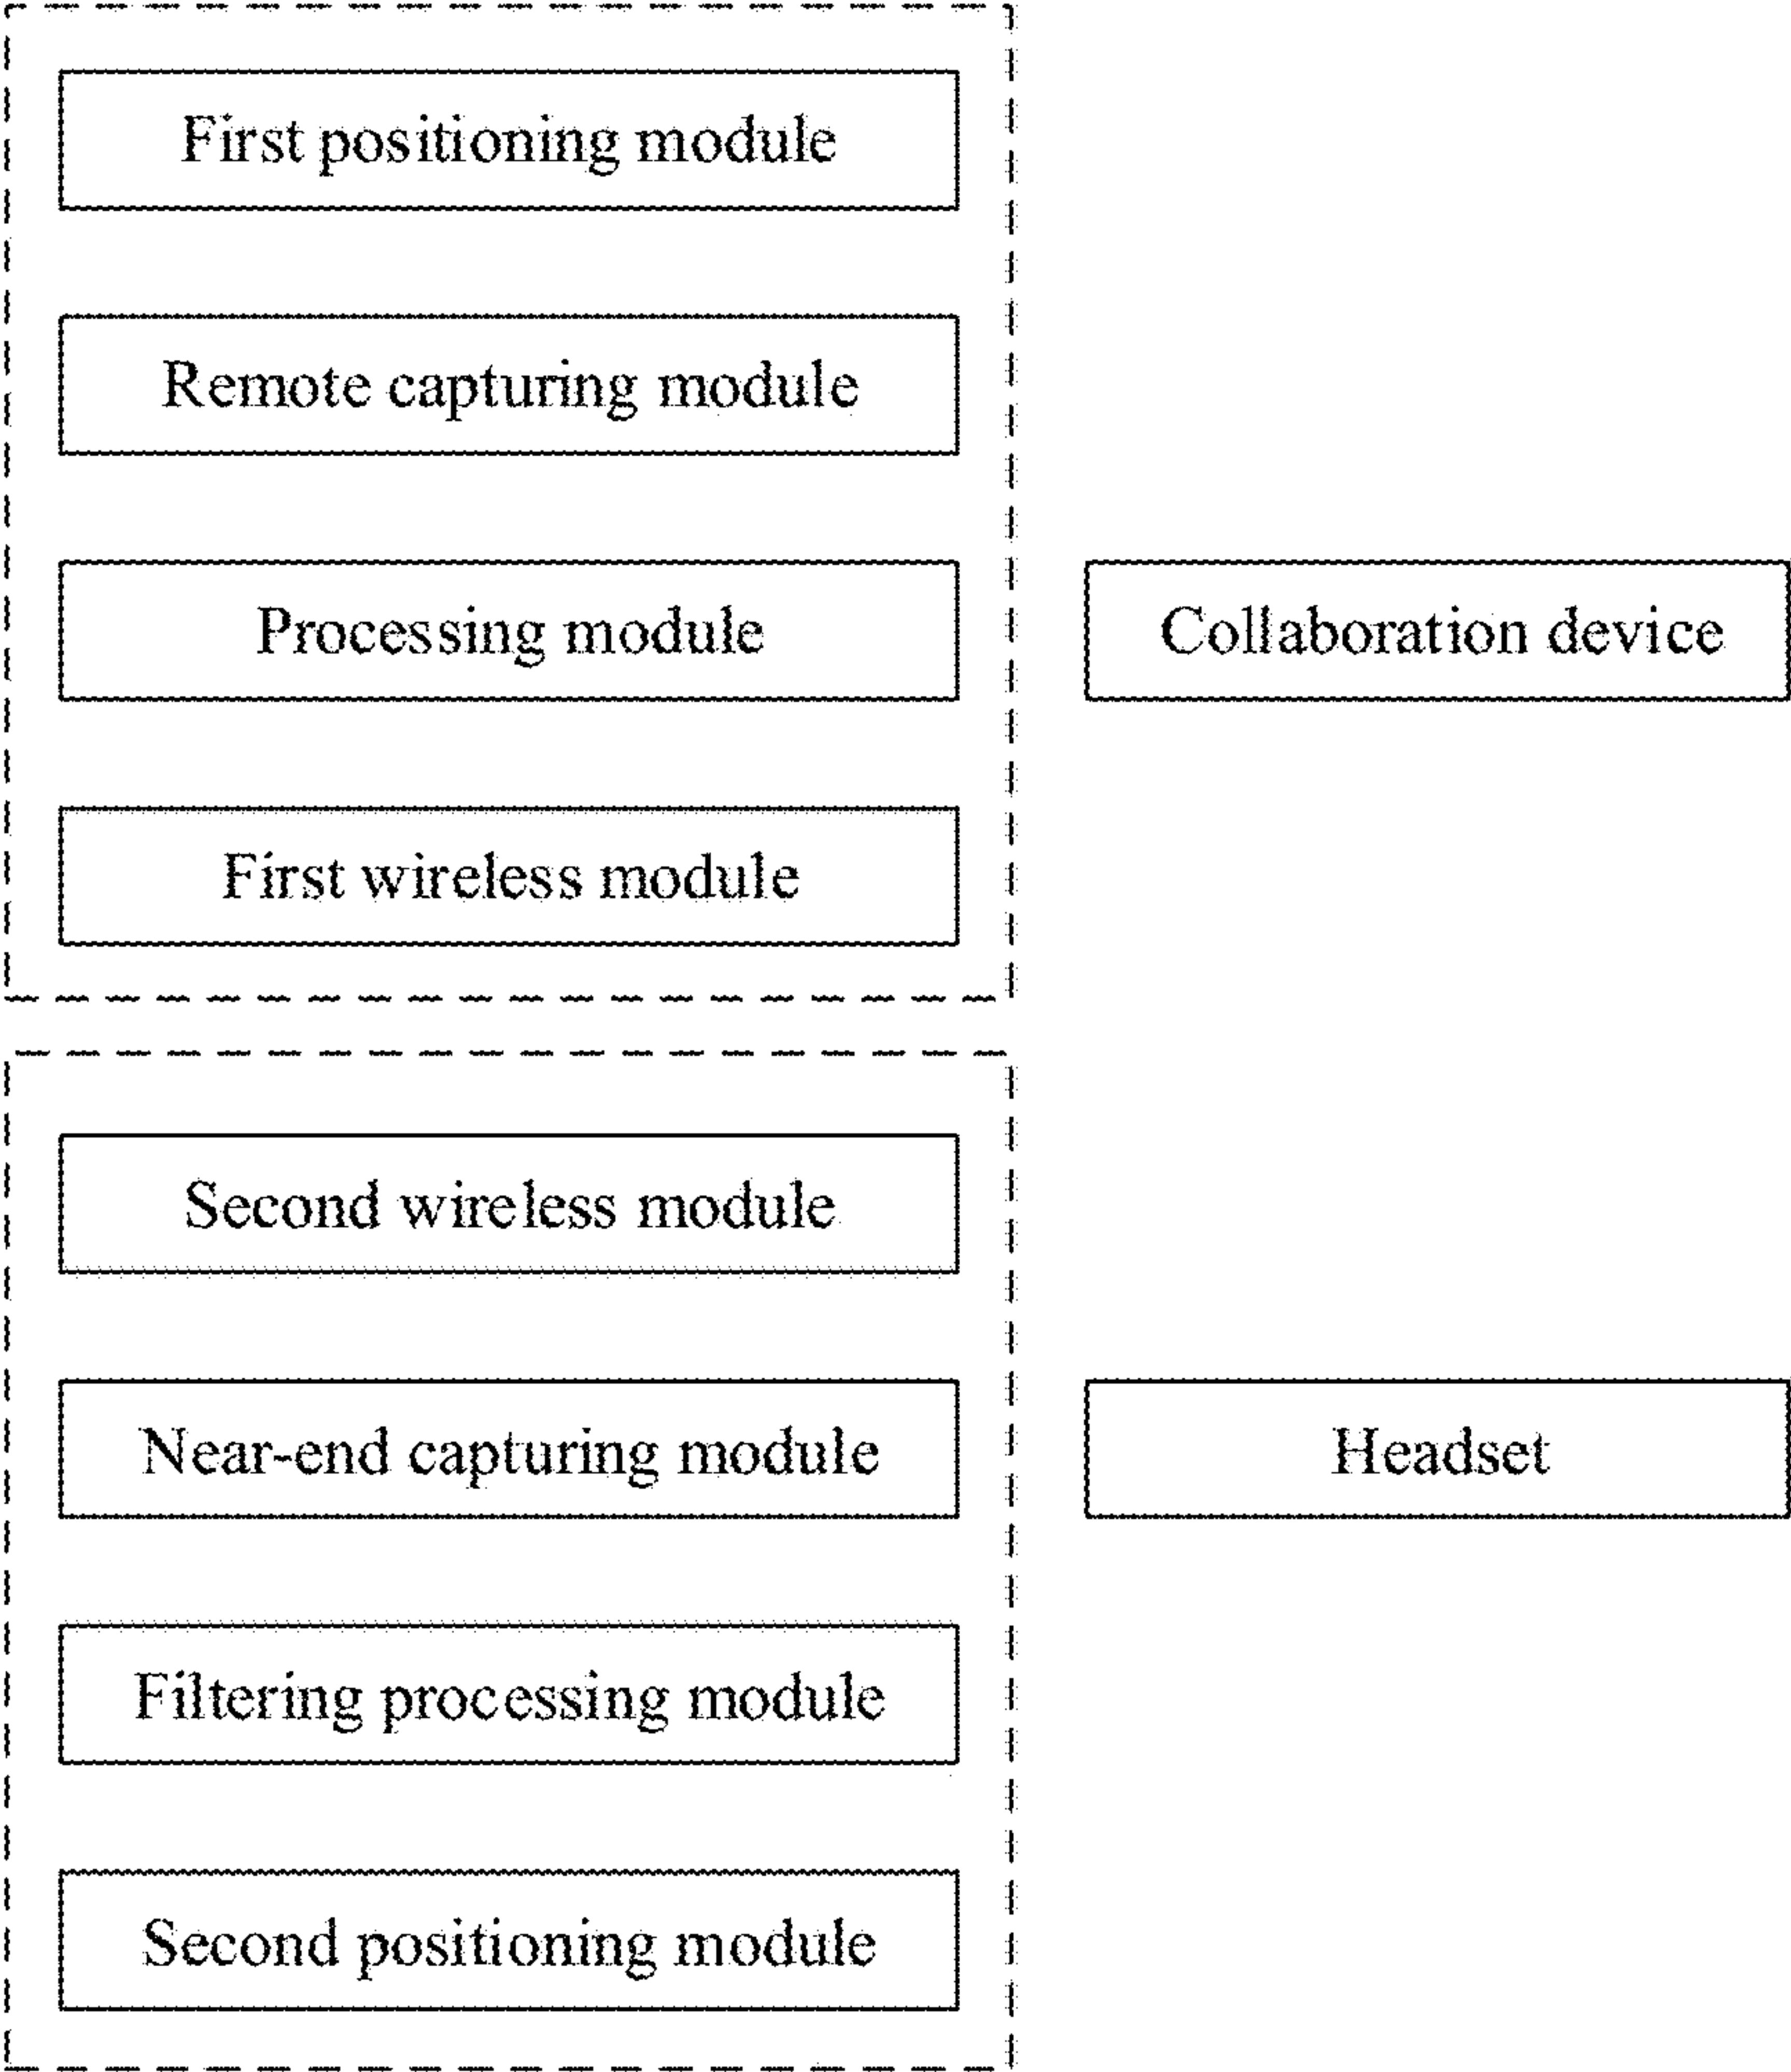 First positioning module
Remote capturing module
Processing module
Collaboration device
First wireless module
Second wireless module
Near-end capturing module
Headset
Filtering processing module
Second positioning module